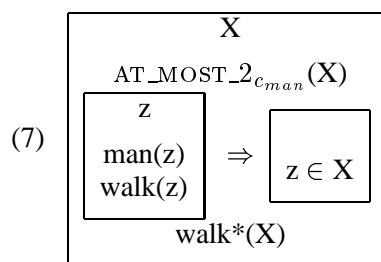 X
AT_MOST_2c_man(X)
z
(7)
man(z) ⇒ z ∈ X
walk(z)
walk*(X)